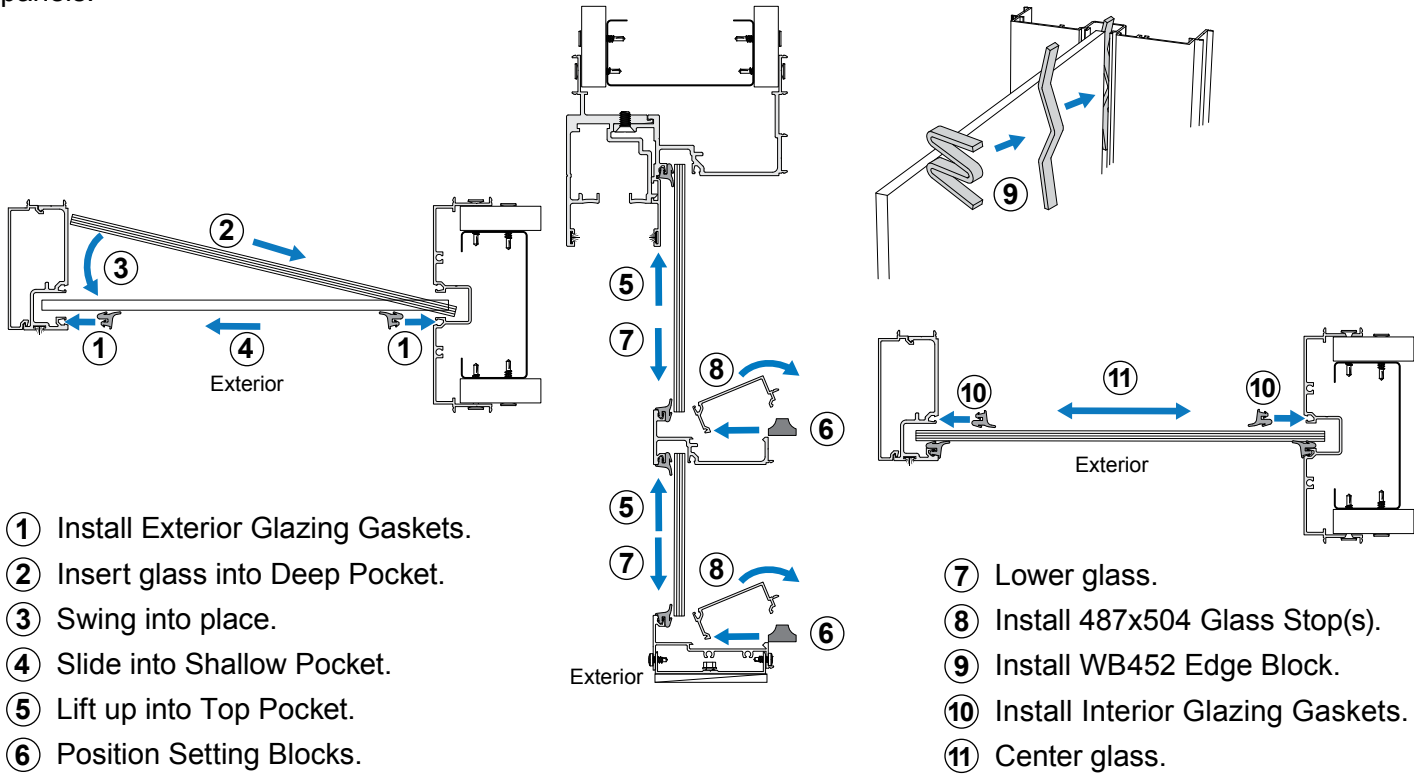 panels.
2
3
1
4
1
Exterior
5
7
8
6
5
7
8
6
Exterior
9
10
11
10
Exterior
1 Install Exterior Glazing Gaskets.
2 Insert glass into Deep Pocket.
3 Swing into place.
4 Slide into Shallow Pocket.
5 Lift up into Top Pocket.
6 Position Setting Blocks.
7 Lower glass.
8 Install 487x504 Glass Stop(s).
9 Install WB452 Edge Block.
10 Install Interior Glazing Gaskets.
11 Center glass.